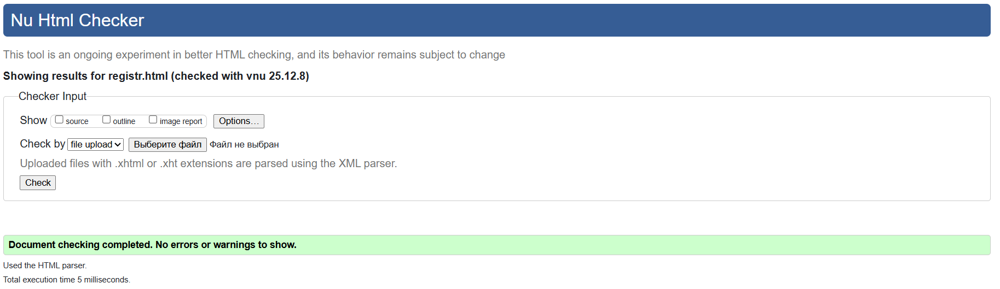 Nu Html Checker
This tool is an ongoing experiment in better HTML checking, and its behavior remains subject to change
Showing results for registr.html (checked with vnu 25.12.8)
Checker Input
Show source outline image report Options…
Check by file upload Выберите файл Файл не выбран
Uploaded files with .xhtml or .xht extensions are parsed using the XML parser.
Check
Document checking completed. No errors or warnings to show.
Used the HTML parser.
Total execution time 5 milliseconds.